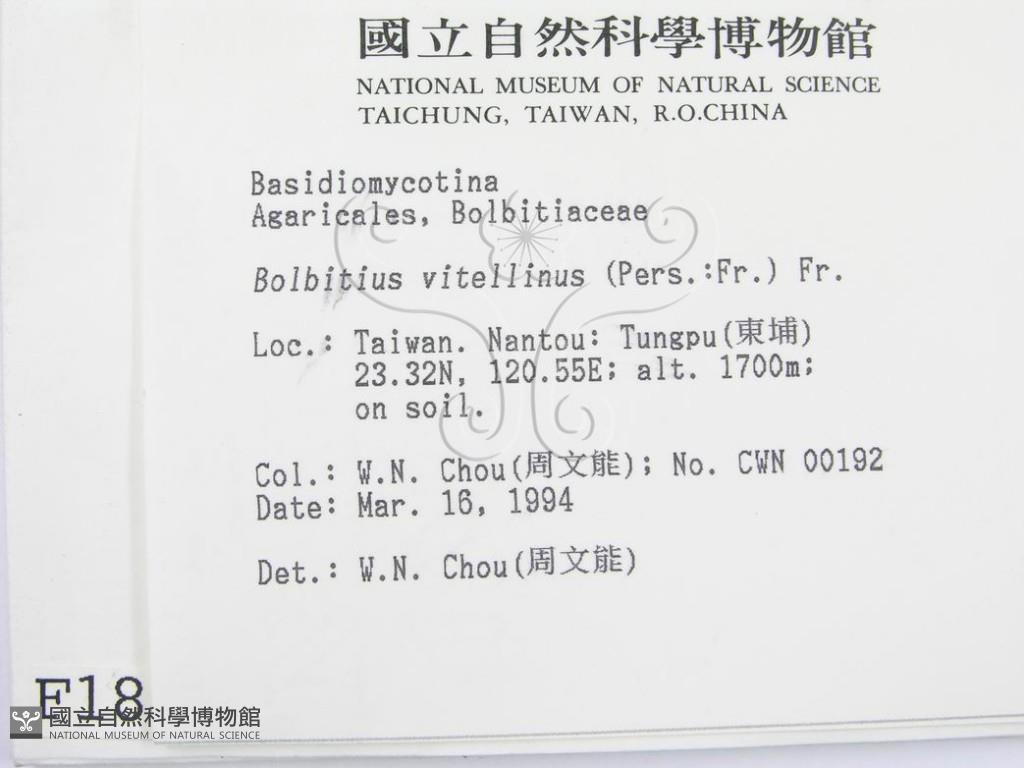 國立自然科學博物館
NATIONAL MUSEUM OF NATURAL SCIENCE
TAICHUNG, TAIWAN, R.O.CHINA
Basidiomycotina
Agaricales, Bolbitiaceae
Bolbitius vitellinus (Pers.:Fr.) Fr.
Loc.: Taiwan. Nantou: Tungpu(東埔)
23.32N, 120.55E; alt. 1700m;
on soil.
Col.: W.N. Chou(周文能); No. CWN 00192
Date: Mar. 16, 1994
Det.: W.N. Chou(周文能)
F18
國立自然科學博物館
NATIONAL MUSEUM OF NATURAL SCIENCE